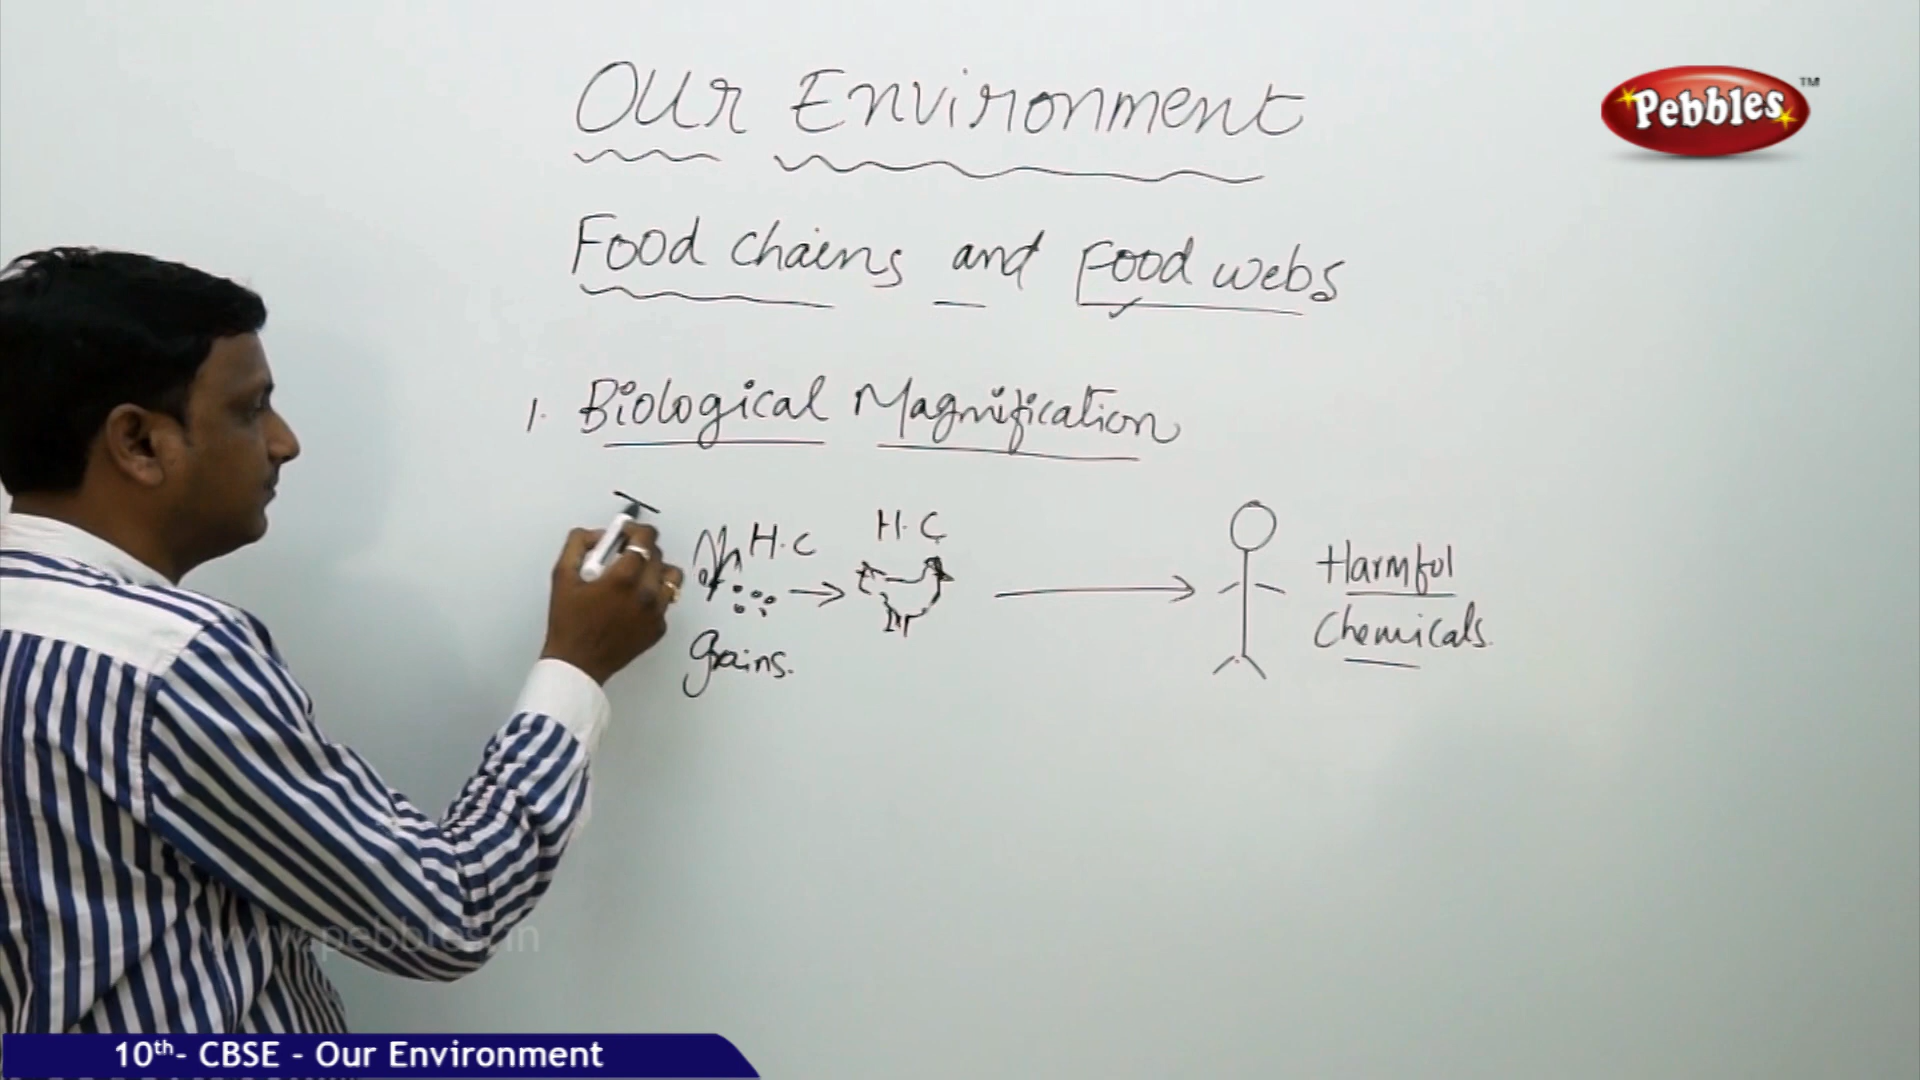 Our Environment
Pebbles™
Food chains and Food webs
1. Biological Magnification
H.C
H.C
Harmful
Chemicals.
grains.
www.pebbles.in
10th- CBSE - Our Environment